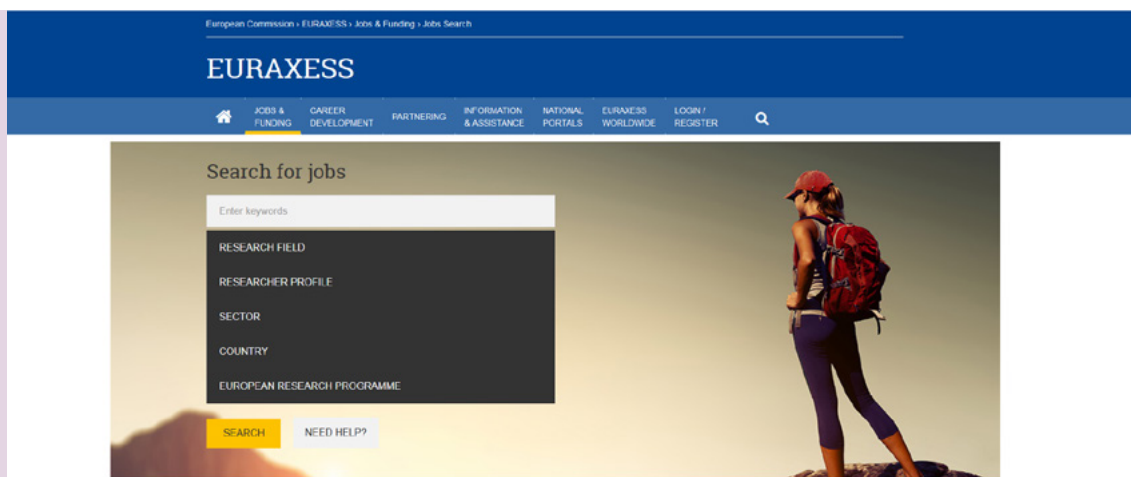 European Commission › EURAXESS › Jobs & Funding › Jobs Search
EURAXESS
JOBS & FUNDING
CAREER DEVELOPMENT
PARTNERING
INFORMATION & ASSISTANCE
NATIONAL PORTALS
EURAXESS WORLDWIDE
LOGIN / REGISTER
Search for jobs
Enter keywords
RESEARCH FIELD
RESEARCHER PROFILE
SECTOR
COUNTRY
EUROPEAN RESEARCH PROGRAMME
SEARCH
NEED HELP?